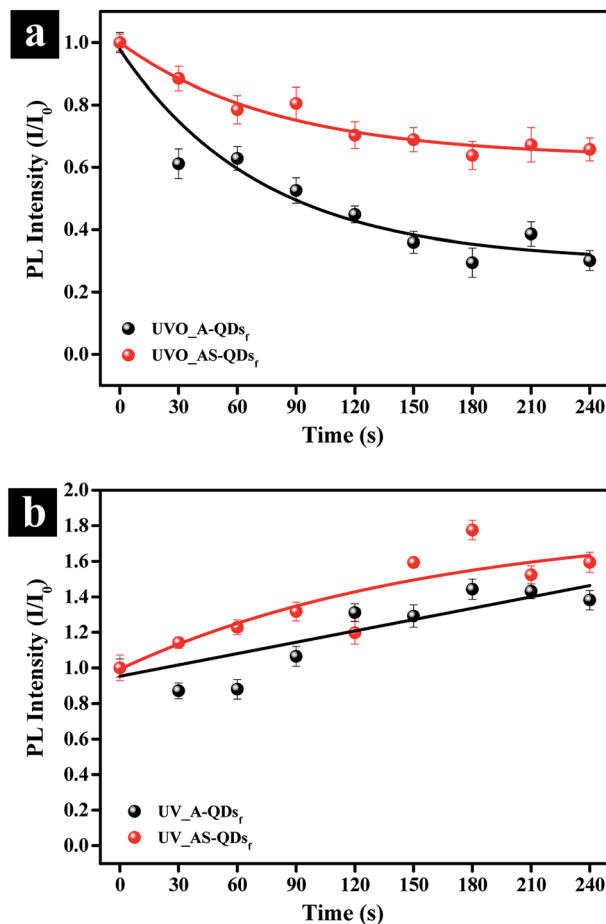 a
PL Intensity (I/I0)
1.0
0.8
0.6
0.4
0.2
0.0
UVO_A-QDsf
UVO_AS-QDsf
0 30 60 90 120 150 180 210 240
Time (s)
b
PL Intensity (I/I0)
2.0
1.8
1.6
1.4
1.2
1.0
0.8
0.6
0.4
0.2
0.0
UV_A-QDsf
UV_AS-QDsf
0 30 60 90 120 150 180 210 240
Time (s)